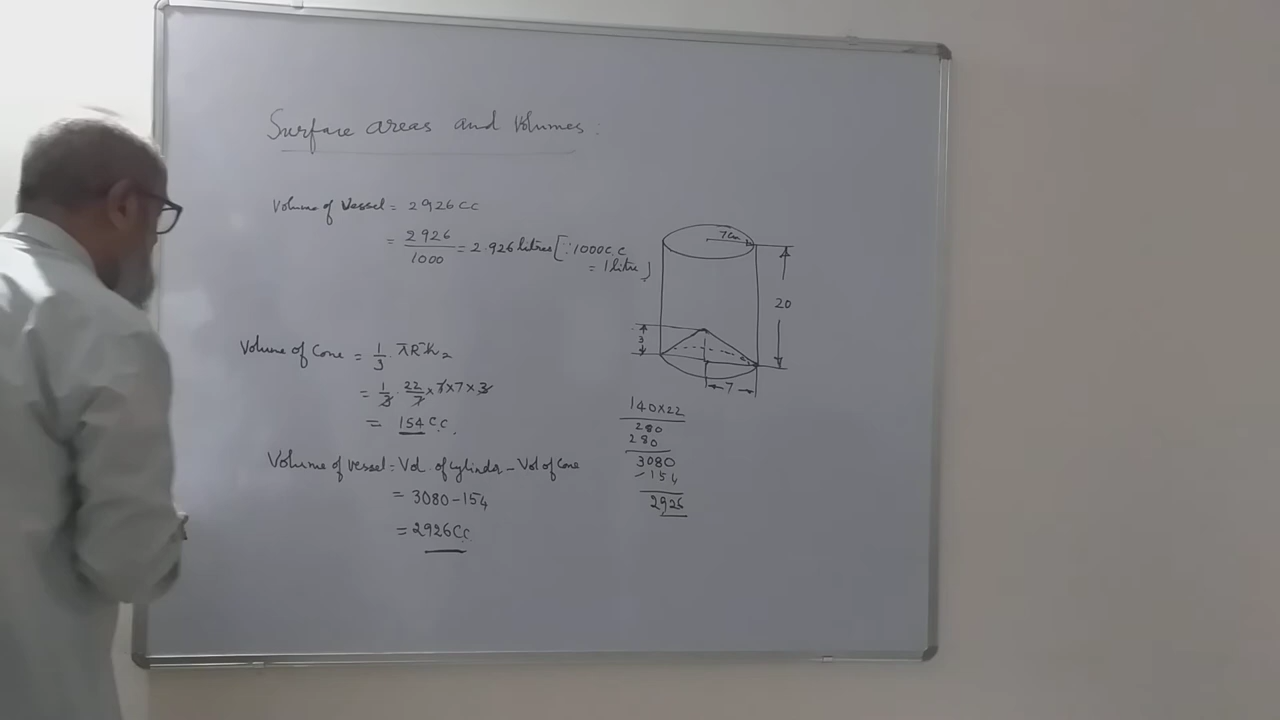 Surface areas and Volumes:
Volume of Vessel = 2926 CC
= 2926/1000 = 2.926 litres [∵ 1000 C.C
= 1 litre]
Volume of Cone = 1/3 . πR²h₂
= 1/3 . 22/7 × 7 × 7 × 3
= 154 C.C.
Volume of vessel = Vol. of cylinder - Vol of Cone
= 3080 - 154
= 2926 CC
7cm
20
3
7
140×22
280
280
3080
-154
2926